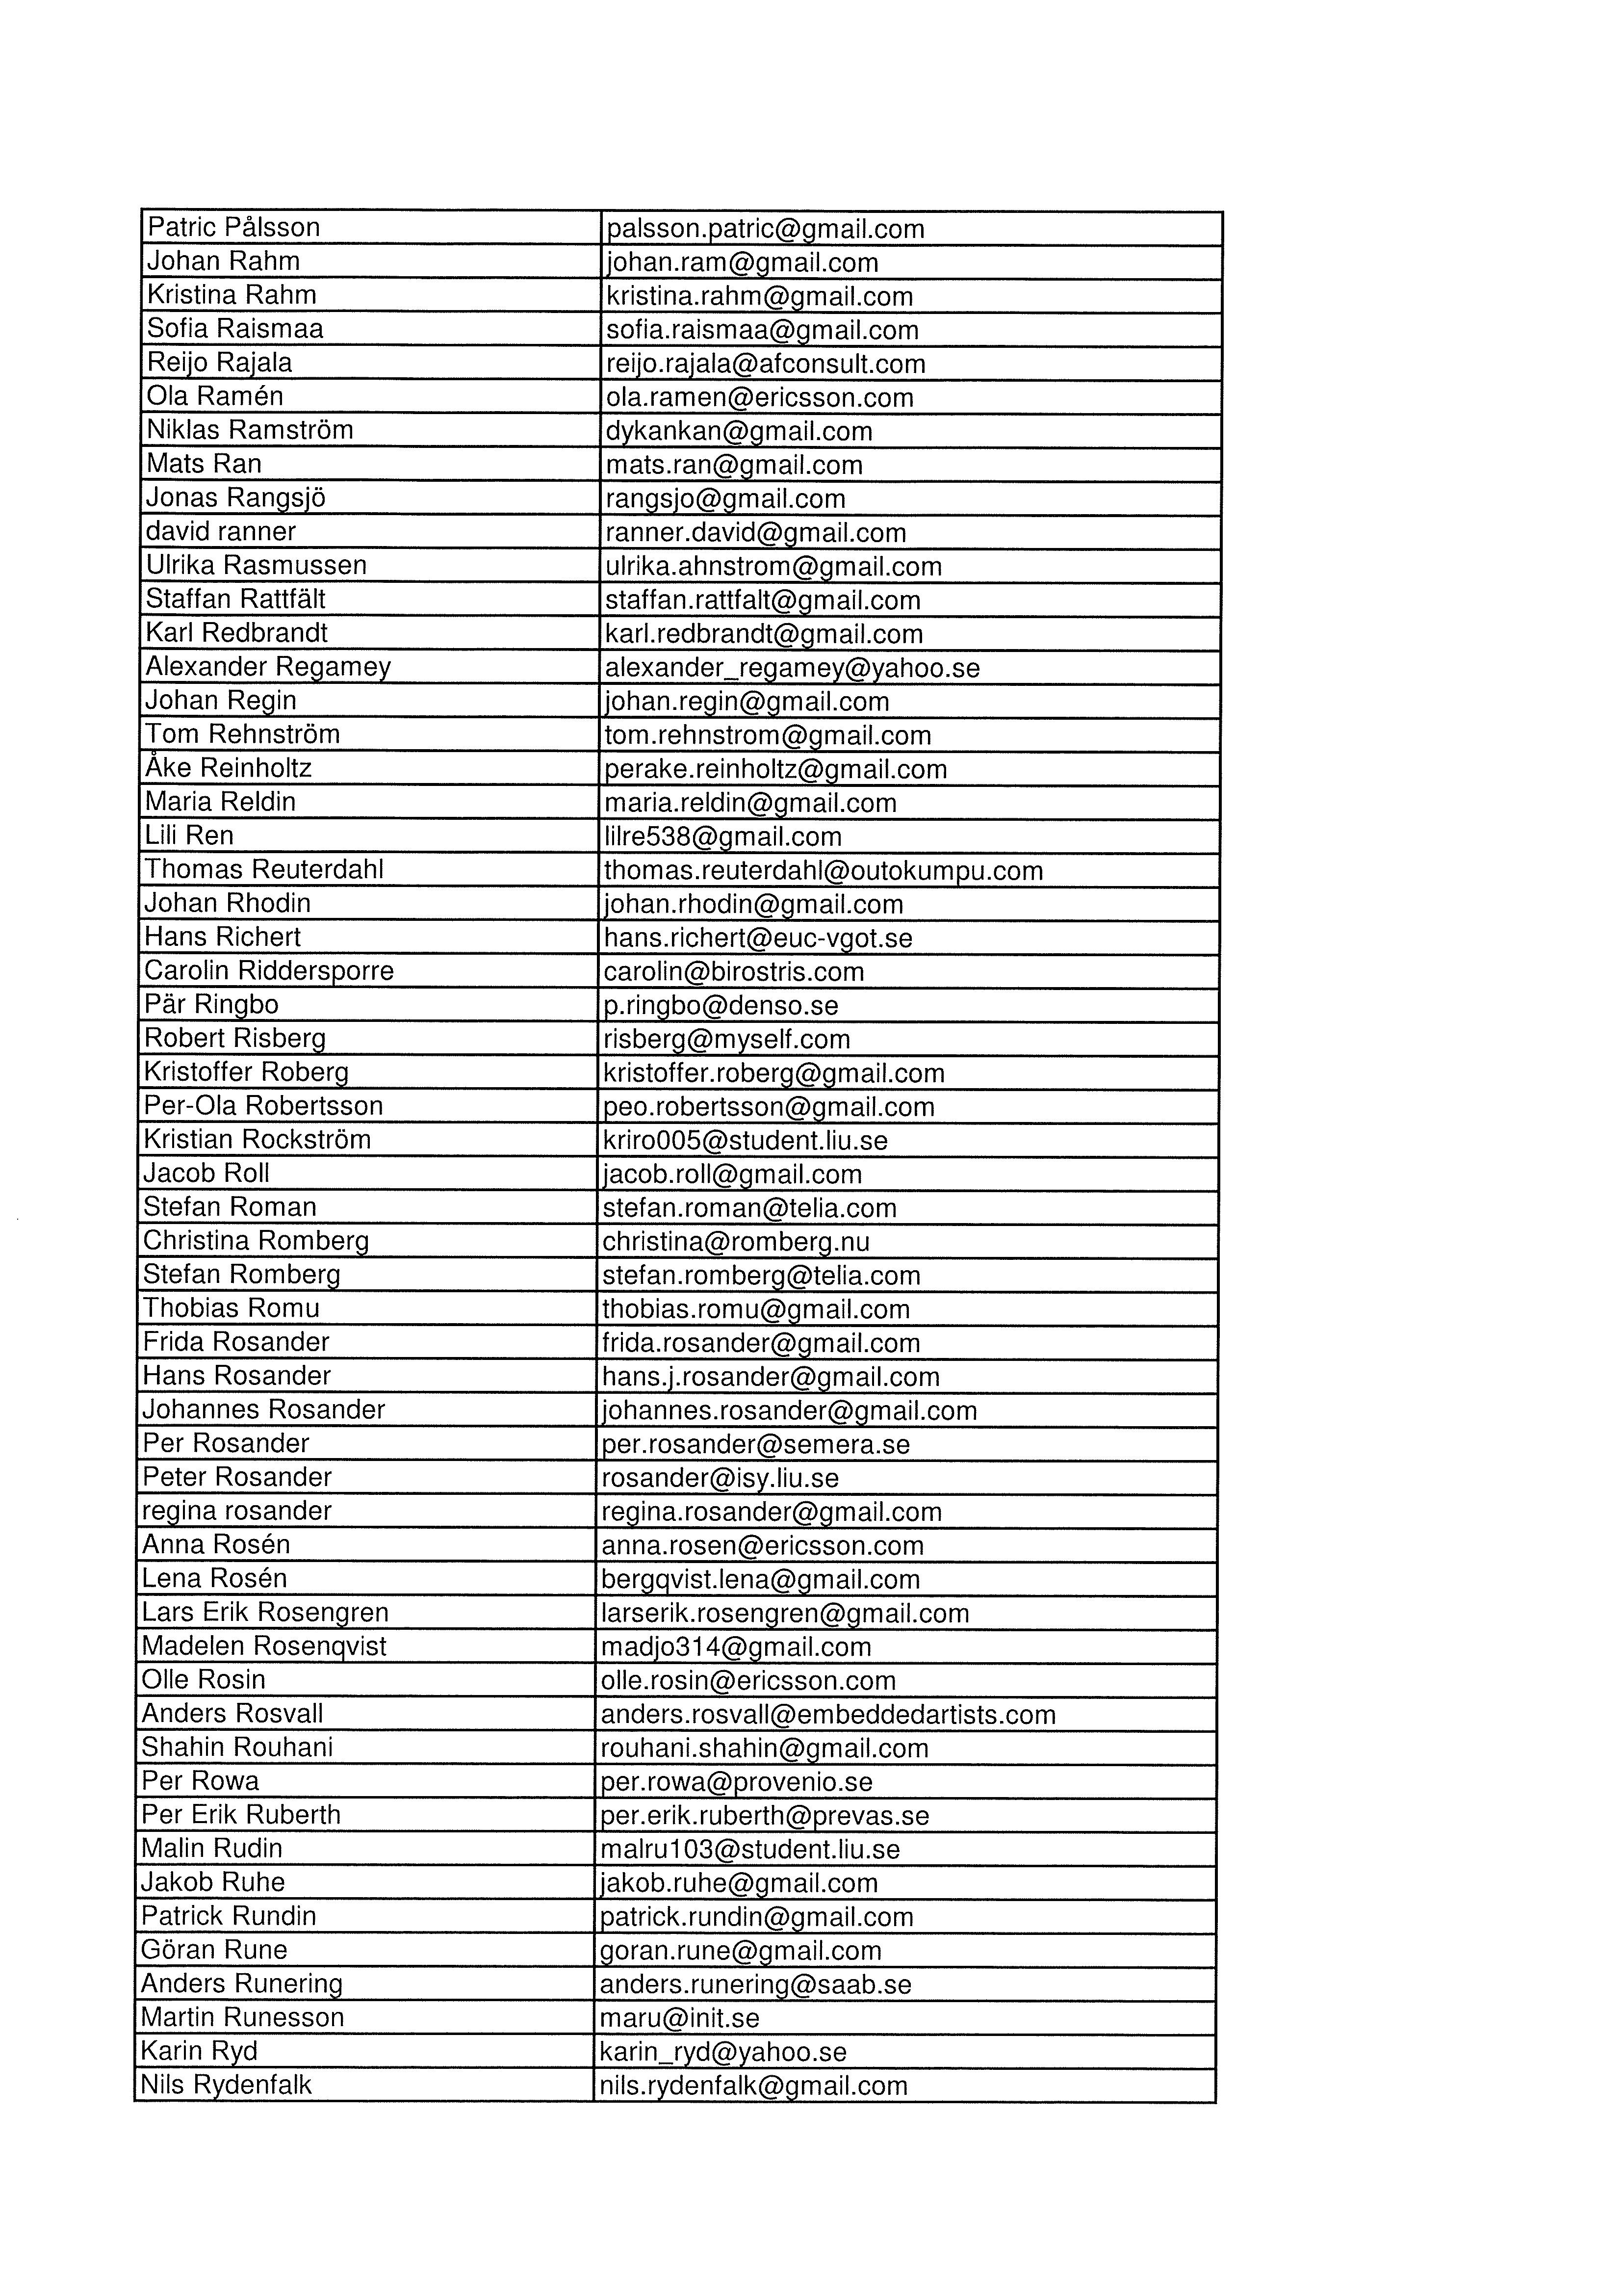 Patric Pålsson palsson.patric@gmail.com
Johan Rahm johan.ram@gmail.com
Kristina Rahm kristina.rahm@gmail.com
Sofia Raismaa sofia.raismaa@gmail.com
Reijo Rajala reijo.rajala@afconsult.com
Ola Ramén ola.ramen@ericsson.com
Niklas Ramström dykankan@gmail.com
Mats Ran mats.ran@gmail.com
Jonas Rangsjö rangsjo@gmail.com
david ranner ranner.david@gmail.com
Ulrika Rasmussen ulrika.ahnstrom@gmail.com
Staffan Rattfält staffan.rattfalt@gmail.com
Karl Redbrandt karl.redbrandt@gmail.com
Alexander Regamey alexander_regamey@yahoo.se
Johan Regin johan.regin@gmail.com
Tom Rehnström tom.rehnstrom@gmail.com
Åke Reinholtz perake.reinholtz@gmail.com
Maria Reldin maria.reldin@gmail.com
Lili Ren lilre538@gmail.com
Thomas Reuterdahl thomas.reuterdahl@outokumpu.com
Johan Rhodin johan.rhodin@gmail.com
Hans Richert hans.richert@euc-vgot.se
Carolin Riddersporre carolin@birostris.com
Pär Ringbo p.ringbo@denso.se
Robert Risberg risberg@myself.com
Kristoffer Roberg kristoffer.roberg@gmail.com
Per-Ola Robertsson peo.robertsson@gmail.com
Kristian Rockström kriro005@student.liu.se
Jacob Roll jacob.roll@gmail.com
Stefan Roman stefan.roman@telia.com
Christina Romberg christina@romberg.nu
Stefan Romberg stefan.romberg@telia.com
Thobias Romu thobias.romu@gmail.com
Frida Rosander frida.rosander@gmail.com
Hans Rosander hans.j.rosander@gmail.com
Johannes Rosander johannes.rosander@gmail.com
Per Rosander per.rosander@semera.se
Peter Rosander rosander@isy.liu.se
regina rosander regina.rosander@gmail.com
Anna Rosén anna.rosen@ericsson.com
Lena Rosén bergqvist.lena@gmail.com
Lars Erik Rosengren larserik.rosengren@gmail.com
Madelen Rosenqvist madjo314@gmail.com
Olle Rosin olle.rosin@ericsson.com
Anders Rosvall anders.rosvall@embeddedartists.com
Shahin Rouhani rouhani.shahin@gmail.com
Per Rowa per.rowa@provenio.se
Per Erik Ruberth per.erik.ruberth@prevas.se
Malin Rudin malru103@student.liu.se
Jakob Ruhe jakob.ruhe@gmail.com
Patrick Rundin patrick.rundin@gmail.com
Göran Rune goran.rune@gmail.com
Anders Runering anders.runering@saab.se
Martin Runesson maru@init.se
Karin Ryd karin_ryd@yahoo.se
Nils Rydenfalk nils.rydenfalk@gmail.com